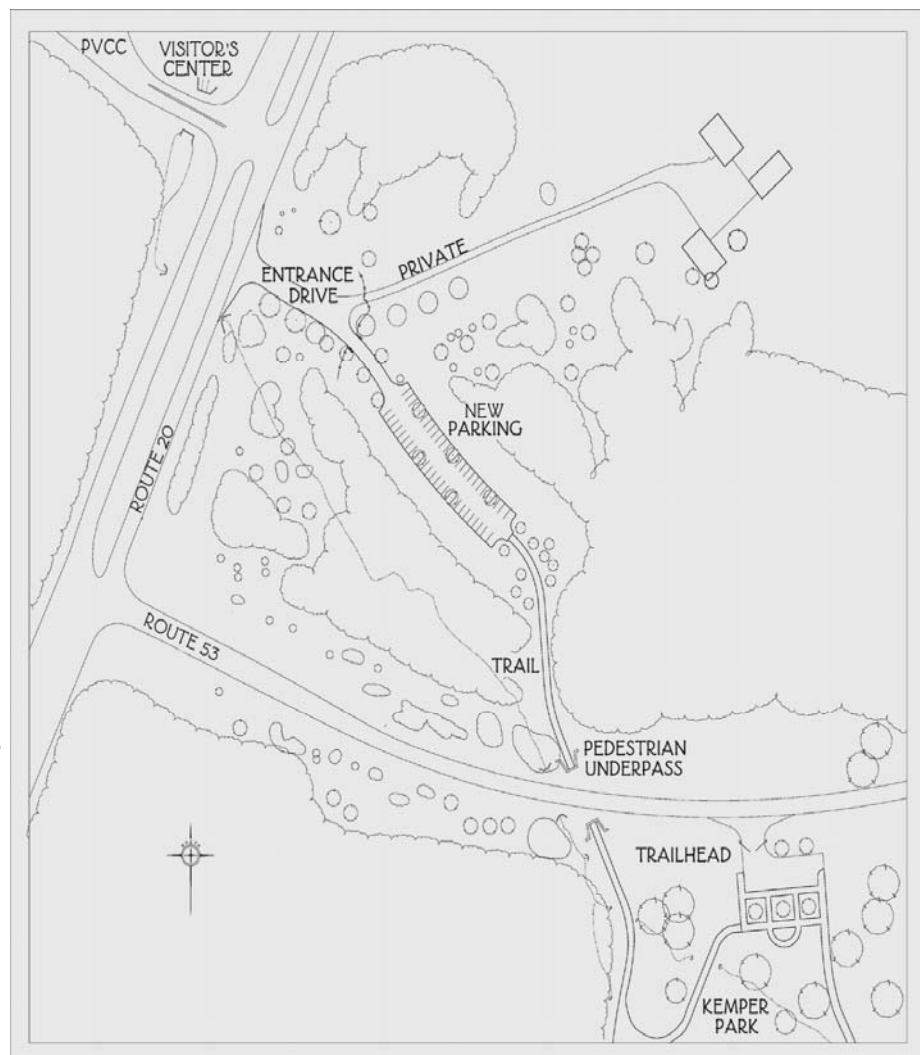 PVCC
VISITOR'S
CENTER
ENTRANCE
DRIVE
PRIVATE
NEW
PARKING
ROUTE 20
ROUTE 53
TRAIL
PEDESTRIAN
UNDERPASS
TRAILHEAD
KEMPER
PARK